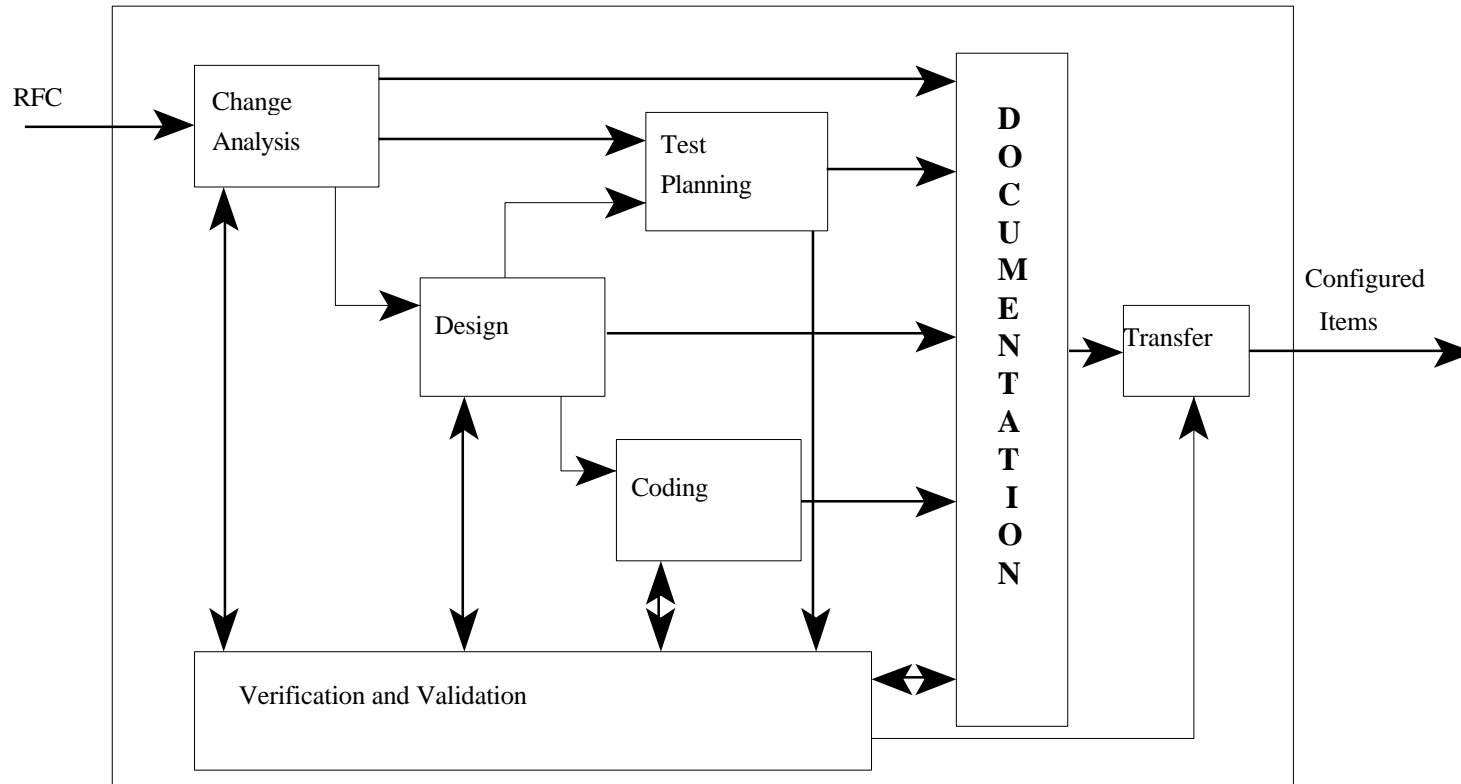 RFC
Change
Analysis
Test
Planning
Design
Coding
Verification and Validation
D
O
C
U
M
E
N
T
A
T
I
O
N
Transfer
Configured
Items